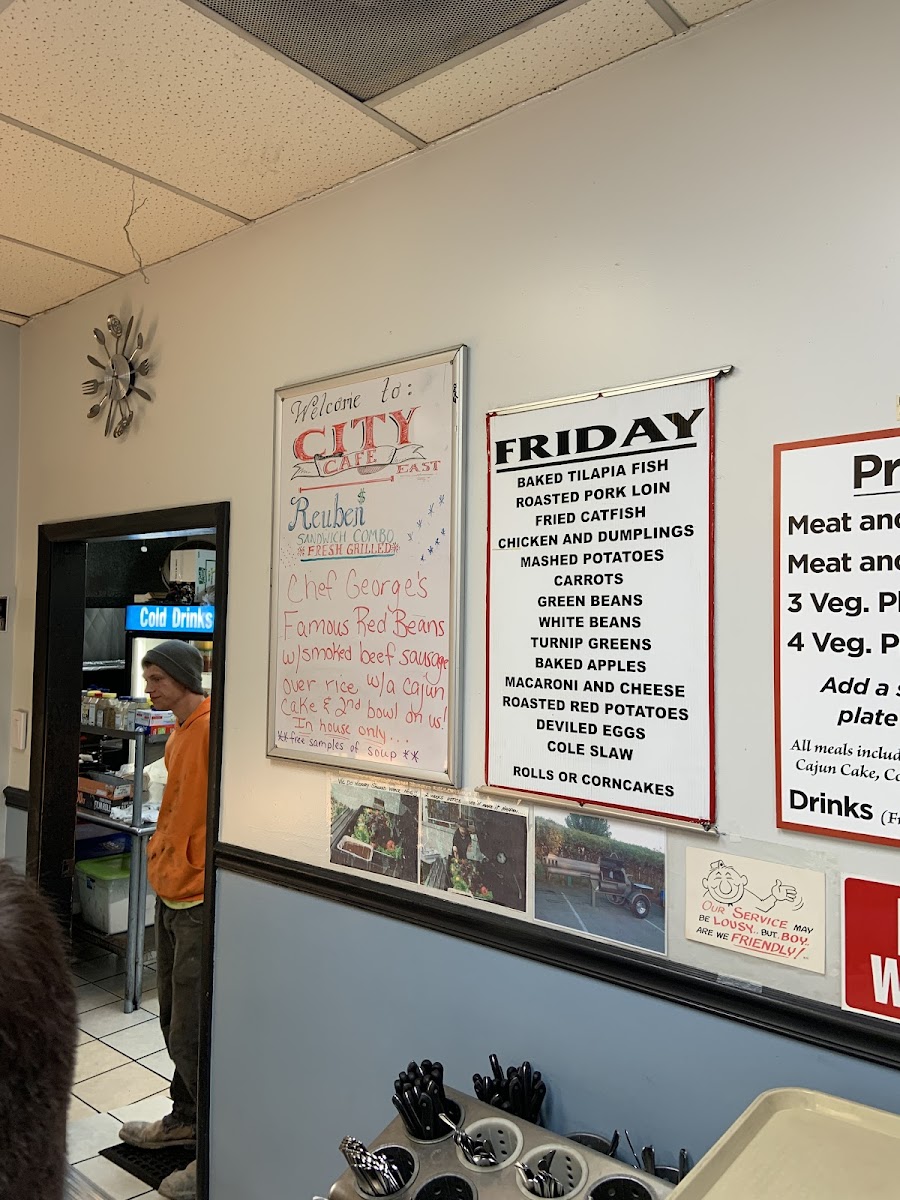 Welcome to:
CITY
CAFE
EAST
Reuben $
SANDWICH COMBO
*FRESH GRILLED*
Chef George's
Famous Red Beans
w/smoked beef sausage
over rice w/a cajun
cake & 2nd bowl on us!
In house only...
**free samples of soup**
FRIDAY
BAKED TILAPIA FISH
ROASTED PORK LOIN
FRIED CATFISH
CHICKEN AND DUMPLINGS
MASHED POTATOES
CARROTS
GREEN BEANS
WHITE BEANS
TURNIP GREENS
BAKED APPLES
MACARONI AND CHEESE
ROASTED RED POTATOES
DEVILED EGGS
COLE SLAW
ROLLS OR CORNCAKES
Pr
Meat and
Meat and
3 Veg. Pl
4 Veg. P
Add a s
plate
All meals includ
Cajun Cake, Co
Drinks (Fr
Cold Drinks
OUR SERVICE MAY
BE LOUSY.. BUT, BOY..
ARE WE FRIENDLY!
W